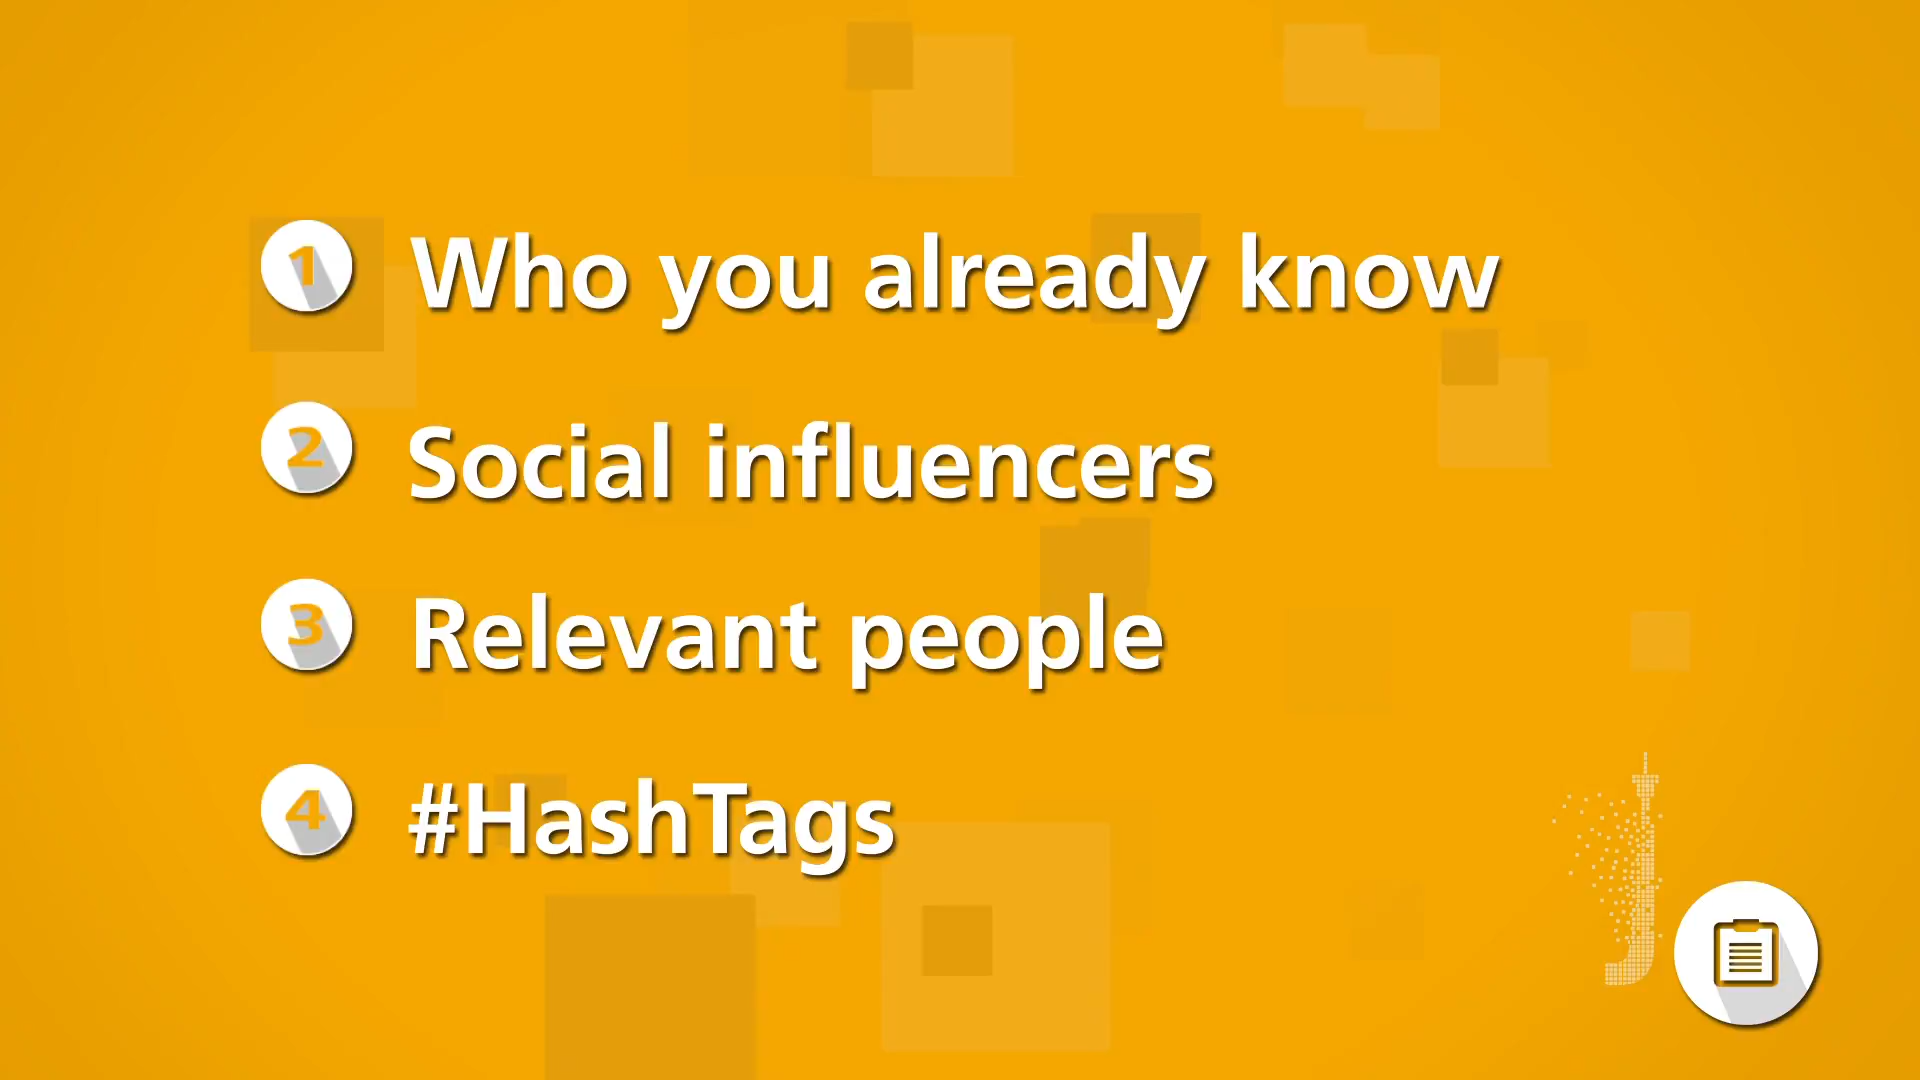 1 Who you already know
2 Social influencers
3 Relevant people
4 #HashTags